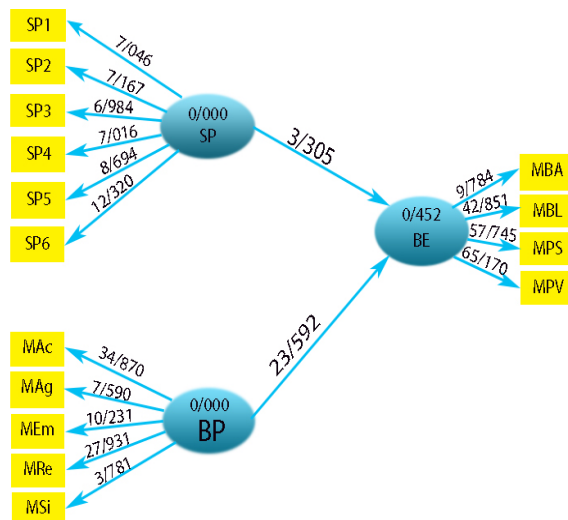 SP1
7/046
SP2
7/167
SP3
6/984
SP4
7/016
SP5
8/694
SP6
12/320
0/000
SP
3/305
0/452
BE
9/784
MBA
42/851
MBL
57/745
MPS
65/170
MPV
23/592
MAc
34/870
MAg
7/590
MEm
10/231
MRe
27/931
MSi
3/781
0/000
BP